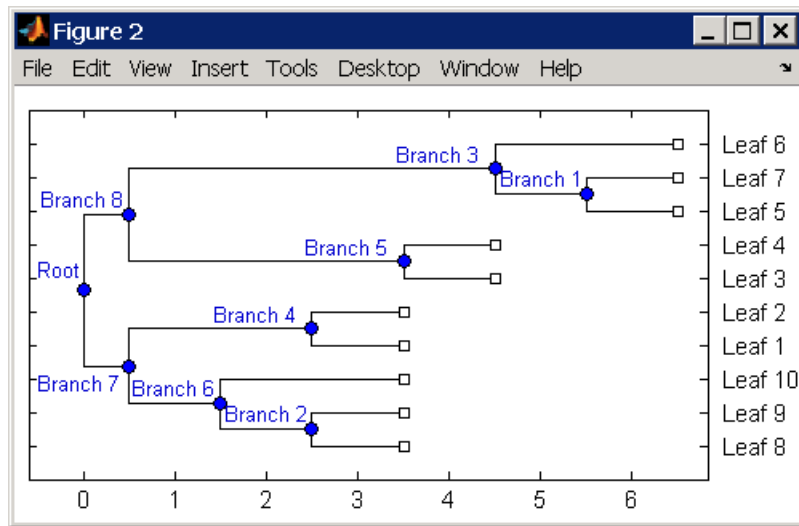 Figure 2
File Edit View Insert Tools Desktop Window Help
Branch 3
Leaf 6
Branch 1
Leaf 7
Branch 8
Leaf 5
Branch 5
Leaf 4
Root
Leaf 3
Branch 4
Leaf 2
Leaf 1
Branch 7
Branch 6
Leaf 10
Branch 2
Leaf 9
Leaf 8
0 1 2 3 4 5 6